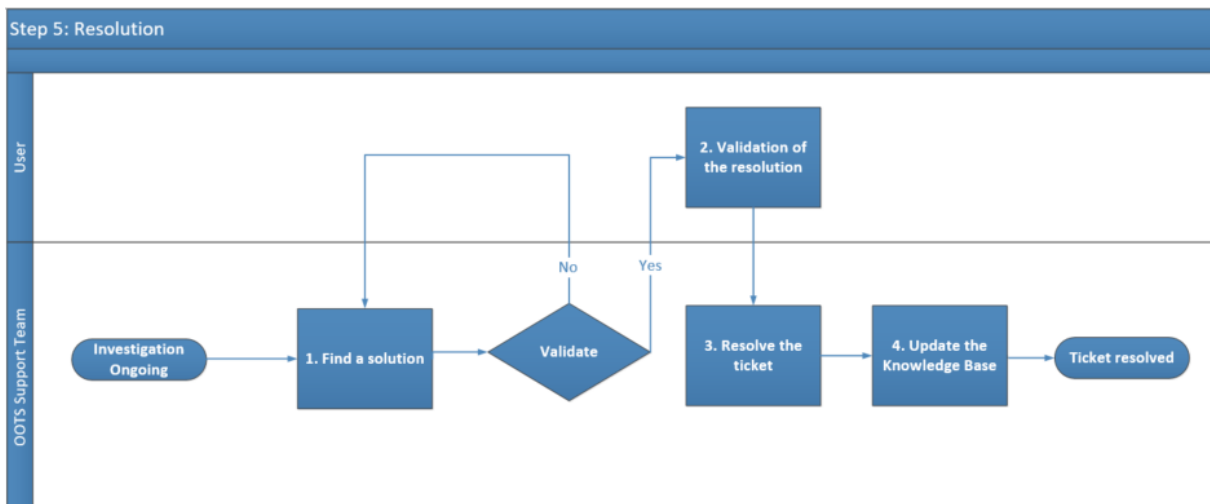 Step 5: Resolution
User
2. Validation of
the resolution
No
Yes
OOTS Support Team
Investigation
Ongoing
1. Find a solution
Validate
3. Resolve the
ticket
4. Update the
Knowledge Base
Ticket resolved